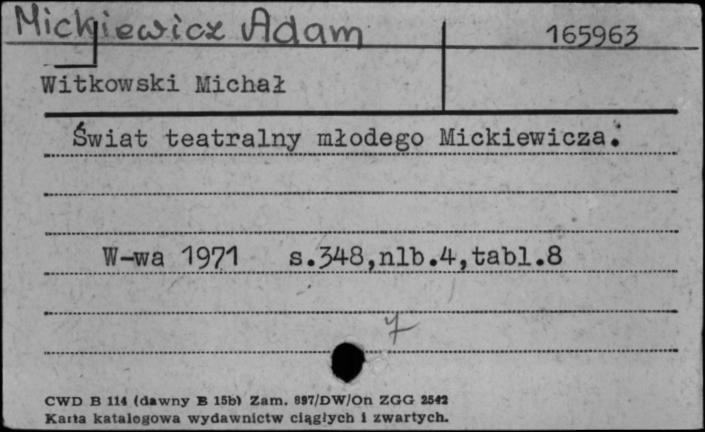 Mickiewicz Adam
165963
Witkowski Michał
Świat teatralny młodego Mickiewicza.
W-wa 1971 s.348,nlb.4,tabl.8
7
CWD B 114 (dawny B 15b) Zam. 897/DW/On ZGG 2542
Karta katalogowa wydawnictw ciągłych i zwartych.